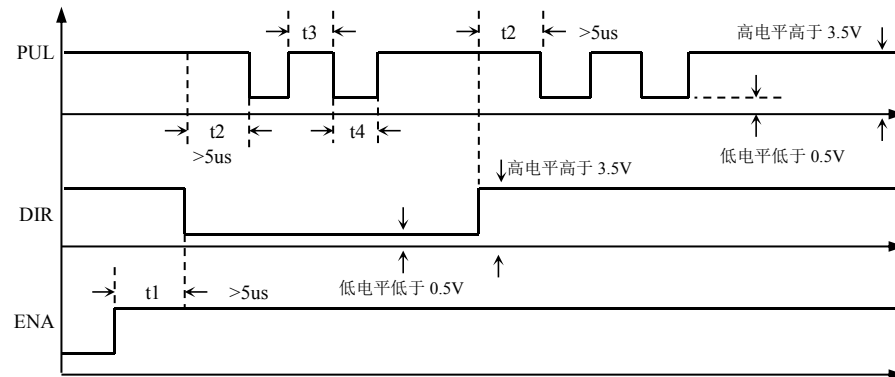 t3
t2
>5us
高电平高于 3.5V
PUL
t2
t4
>5us
低电平低于 0.5V
高电平高于 3.5V
DIR
t1
>5us
低电平低于 0.5V
ENA